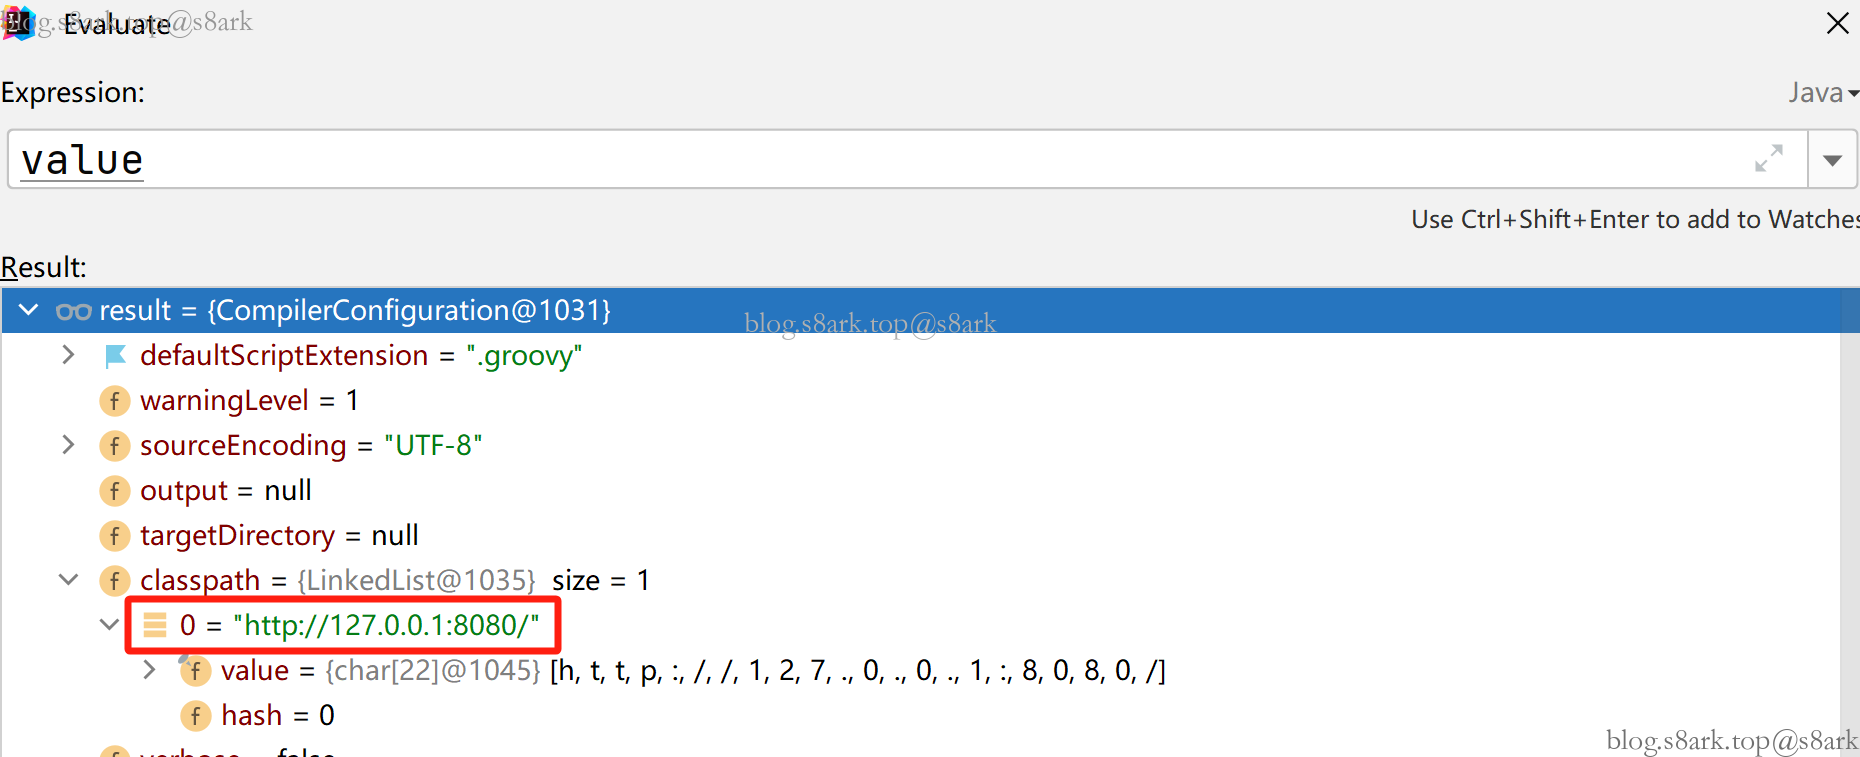 Evaluate
blog.s8ark.top@s8ark
Expression:
Java
value
Use Ctrl+Shift+Enter to add to Watches
Result:
result = {CompilerConfiguration@1031}
blog.s8ark.top@s8ark
defaultScriptExtension = ".groovy"
f warningLevel = 1
f sourceEncoding = "UTF-8"
f output = null
f targetDirectory = null
f classpath = {LinkedList@1035} size = 1
0 = "http://127.0.0.1:8080/"
f value = {char[22]@1045} [h, t, t, p, :, /, /, 1, 2, 7, ., 0, ., 0, ., 1, :, 8, 0, 8, 0, /]
f hash = 0
verbose = false
blog.s8ark.top@s8ark